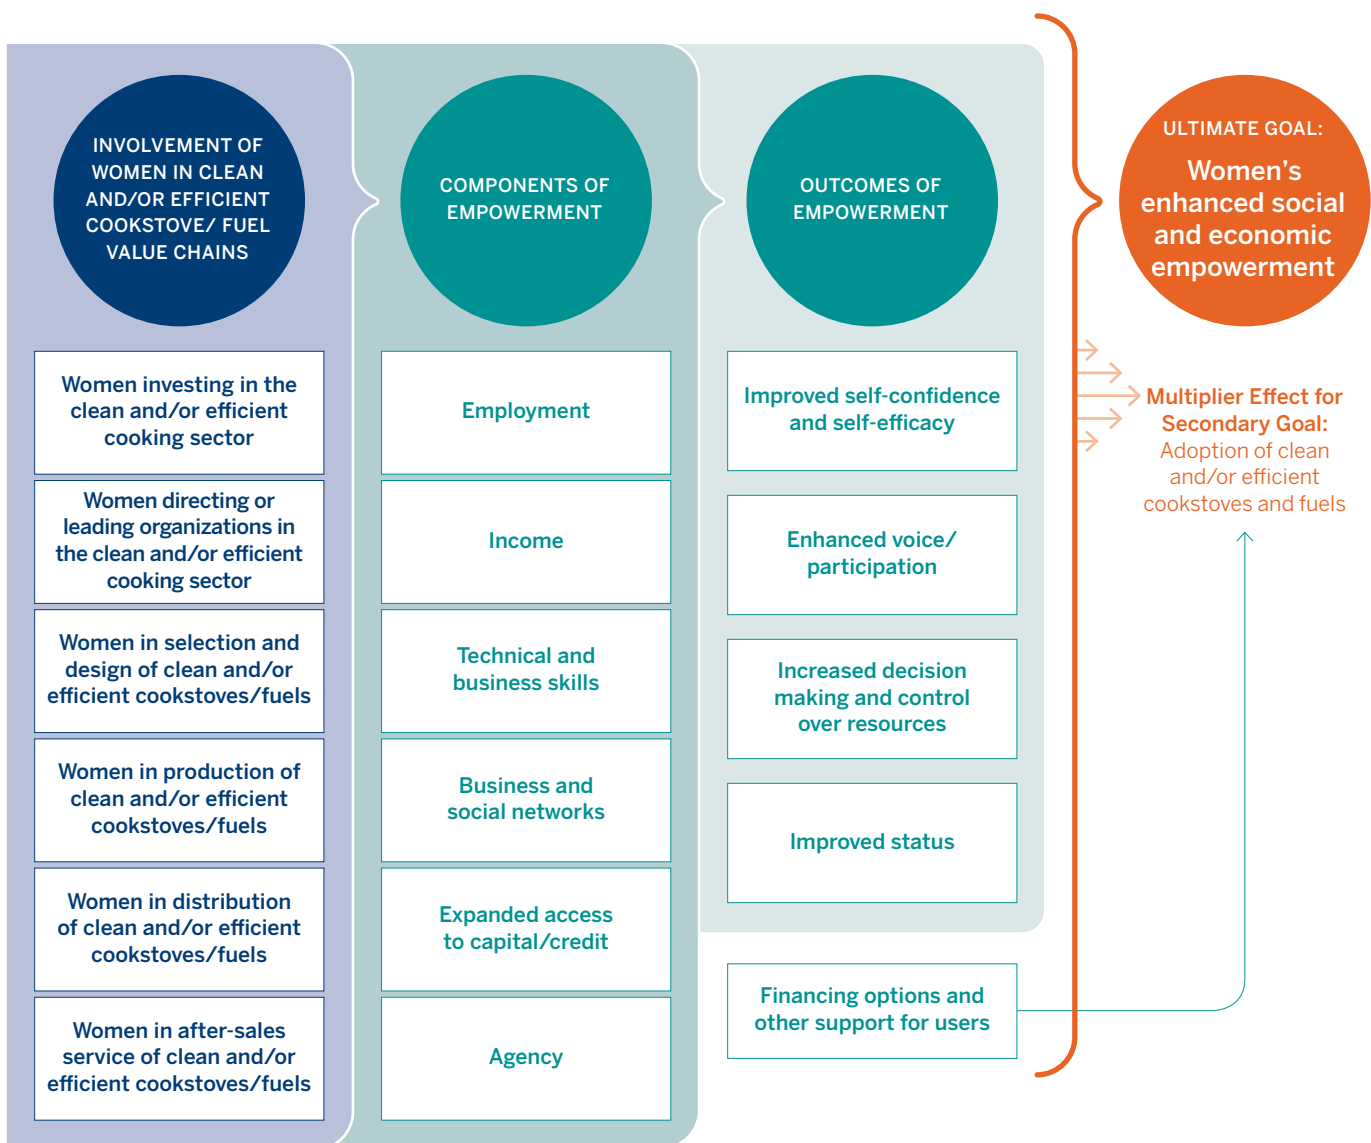 INVOLVEMENT OF
WOMEN IN CLEAN
AND/OR EFFICIENT
COOKSTOVE/ FUEL
VALUE CHAINS
Women investing in the
clean and/or efficient
cooking sector
Women directing or
leading organizations in
the clean and/or efficient
cooking sector
Women in selection and
design of clean and/or
efficient cookstoves/fuels
Women in production of
clean and/or efficient
cookstoves/fuels
Women in distribution
of clean and/or efficient
cookstoves/fuels
Women in after-sales
service of clean and/or
efficient cookstoves/fuels
COMPONENTS OF
EMPOWERMENT
Employment
Income
Technical and
business skills
Business and
social networks
Expanded access
to capital/credit
Agency
OUTCOMES OF
EMPOWERMENT
Improved self-confidence
and self-efficacy
Enhanced voice/
participation
Increased decision
making and control
over resources
Improved status
Financing options and
other support for users
ULTIMATE GOAL:
Women’s
enhanced social
and economic
empowerment
Multiplier Effect for
Secondary Goal:
Adoption of clean
and/or efficient
cookstoves and fuels